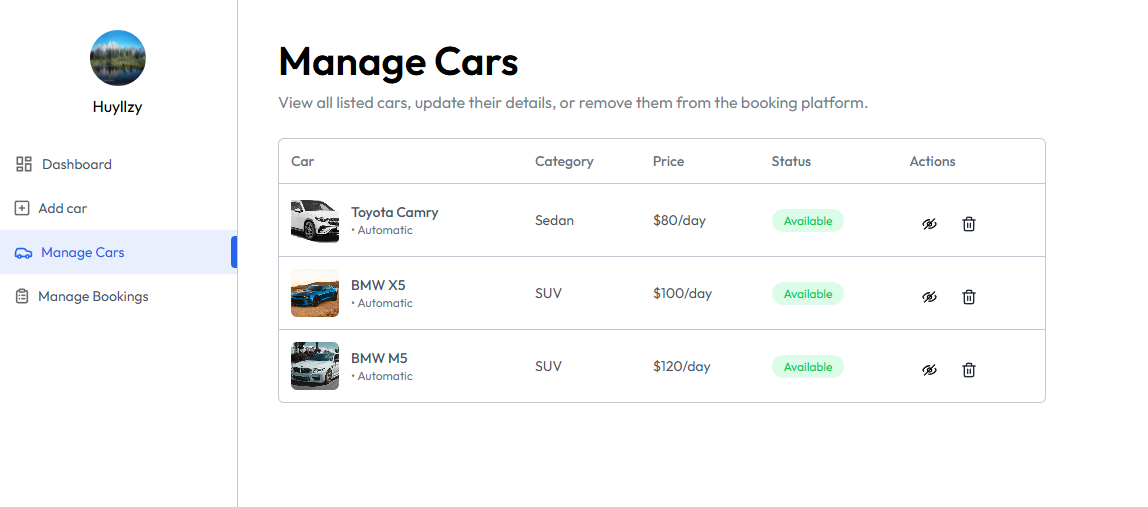 Huyllzy
Dashboard
Add car
Manage Cars
Manage Bookings
Manage Cars
View all listed cars, update their details, or remove them from the booking platform.
Car Category Price Status Actions
Toyota Camry
• Automatic
Sedan $80/day Available
BMW X5
• Automatic
SUV $100/day Available
BMW M5
• Automatic
SUV $120/day Available